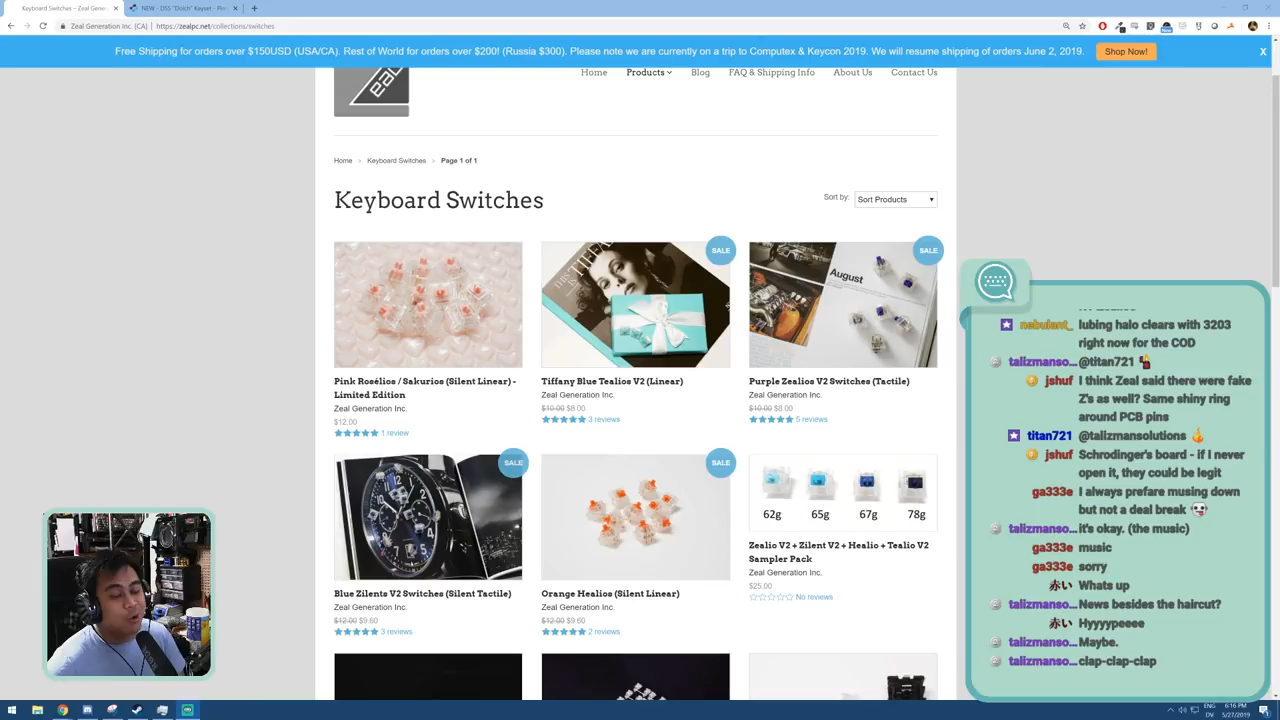 Keyboard Switches – Zeal Gener
NEW - DSS "Dolch" Keyset - Pim
Zeal Generation Inc. [CA]
https://zealpc.net/collections/switches
New
Free Shipping for orders over $150USD (USA/CA). Rest of World for orders over $200! (Russia $300). Please note we are currently on a trip to Computex & Keycon 2019. We will resume shipping of orders June 2, 2019.
Shop Now!
X
Home
Products
Blog
FAQ & Shipping Info
About Us
Contact Us
Home > Keyboard Switches > Page 1 of 1
Keyboard Switches
Sort by:
Sort Products
SALE
SALE
August
Pink Rosélios / Sakurios (Silent Linear) -
Limited Edition
Zeal Generation Inc.
$12.00
1 review
Tiffany Blue Tealios V2 (Linear)
Zeal Generation Inc.
$10.00 $8.00
3 reviews
Purple Zealios V2 Switches (Tactile)
Zeal Generation Inc.
$10.00 $8.00
5 reviews
SALE
SALE
62g
65g
67g
78g
Blue Zilents V2 Switches (Silent Tactile)
Zeal Generation Inc.
$12.00 $9.60
3 reviews
Orange Healios (Silent Linear)
Zeal Generation Inc.
$12.00 $9.60
2 reviews
Zealio V2 + Zilent V2 + Healio + Tealio V2
Sampler Pack
Zeal Generation Inc.
$25.00
No reviews
nebulant_ lubing halo clears with 3203
right now for the COD
talizmanso... @titan721
jshuf I think Zeal said there were fake
Z's as well? Same shiny ring
around PCB pins
titan721 @talizmansolutions
jshuf Schrodinger's board - if I never
open it, they could be legit
ga333e I always prefare musing down
but not a deal break
talizmanso... it's okay. (the music)
ga333e music
ga333e sorry
赤い Whats up
talizmanso... News besides the haircut?
赤い Hyyyypeeee
talizmanso... Maybe.
talizmanso... clap-clap-clap
ENG
DV
6:16 PM
5/27/2019